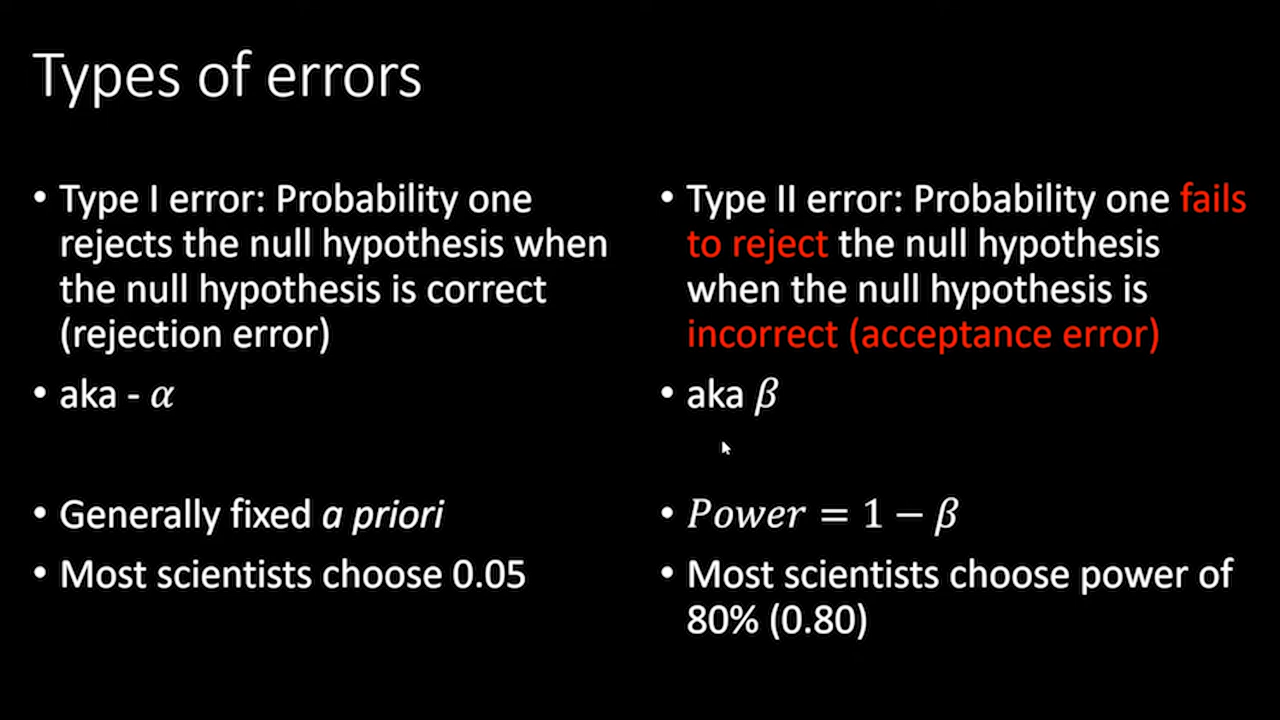 Types of errors
• Type I error: Probability one
rejects the null hypothesis when
the null hypothesis is correct
(rejection error)
• aka - α
• Generally fixed a priori
• Most scientists choose 0.05
• Type II error: Probability one fails
to reject the null hypothesis
when the null hypothesis is
incorrect (acceptance error)
• aka β
• Power = 1 − β
• Most scientists choose power of
80% (0.80)